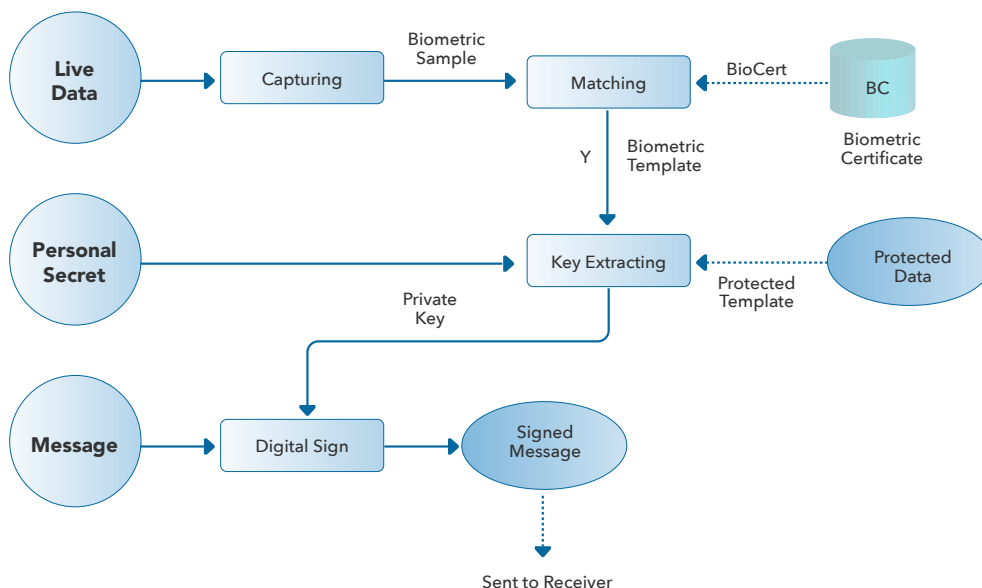 Live
Data
Capturing
Biometric
Sample
Matching
BioCert
BC
Biometric
Certificate
Y
Biometric
Template
Personal
Secret
Key Extracting
Protected
Template
Protected
Data
Private
Key
Message
Digital Sign
Signed
Message
Sent to Receiver